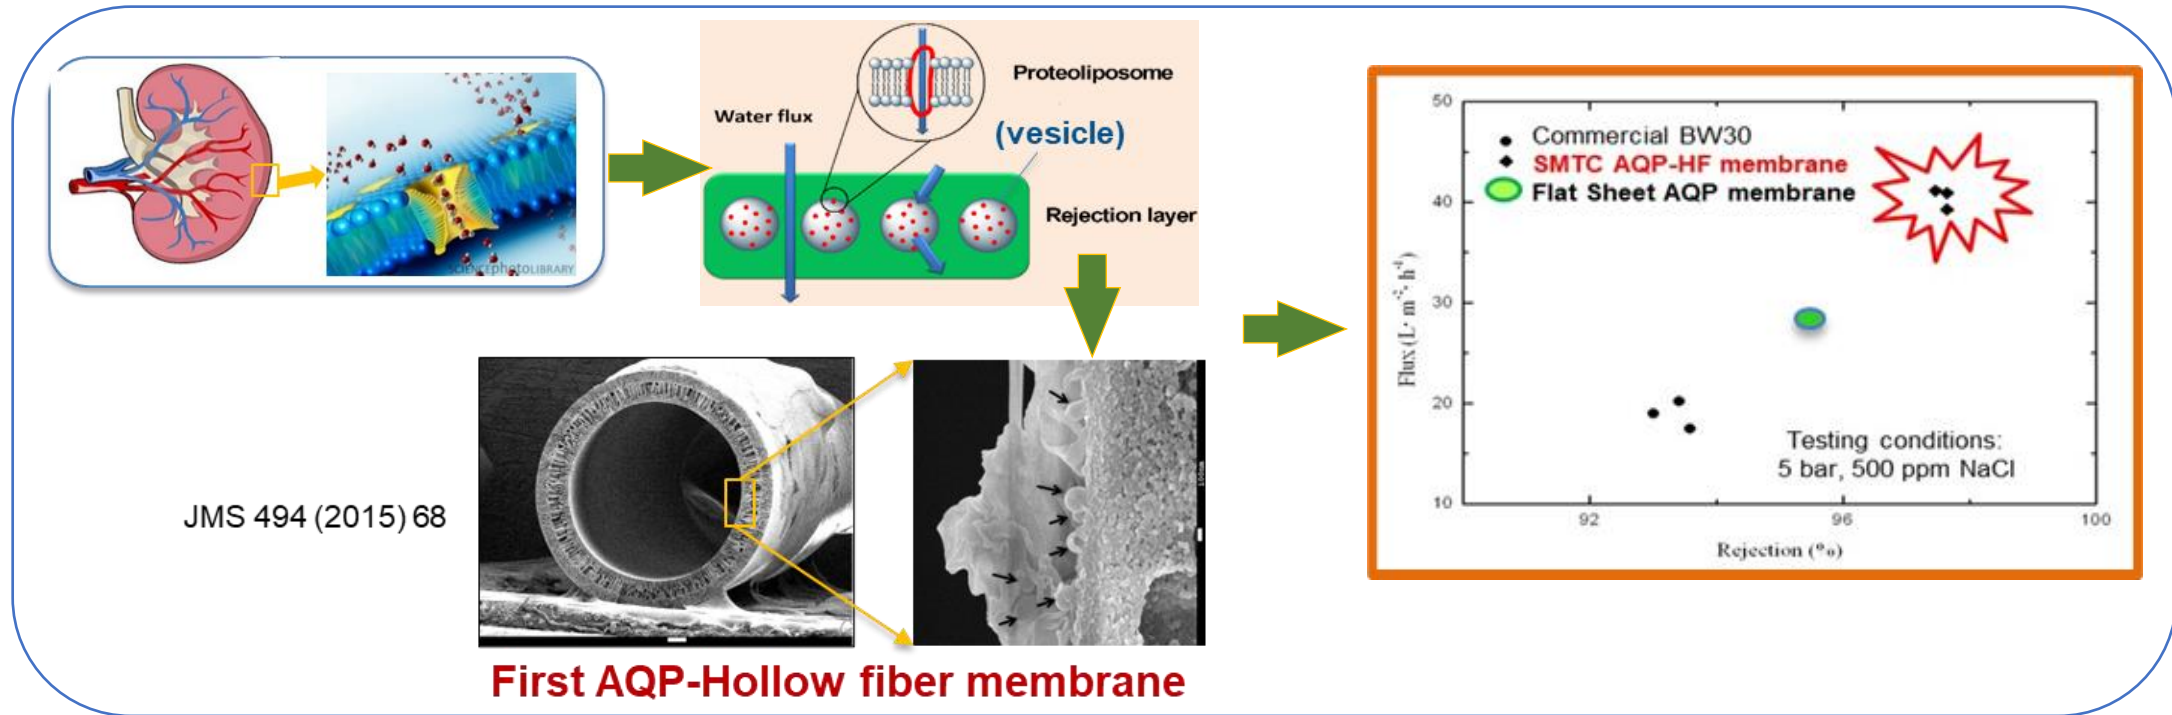 SCIENCEphotoLIBRARY
Water flux
Proteoliposome
(vesicle)
Rejection layer
JMS 494 (2015) 68
First AQP-Hollow fiber membrane
Commercial BW30
SMTC AQP-HF membrane
Flat Sheet AQP membrane
50
40
30
20
10
Flux (L· m⁻²· h⁻¹)
Testing conditions:
5 bar, 500 ppm NaCl
92
96
100
Rejection (%)